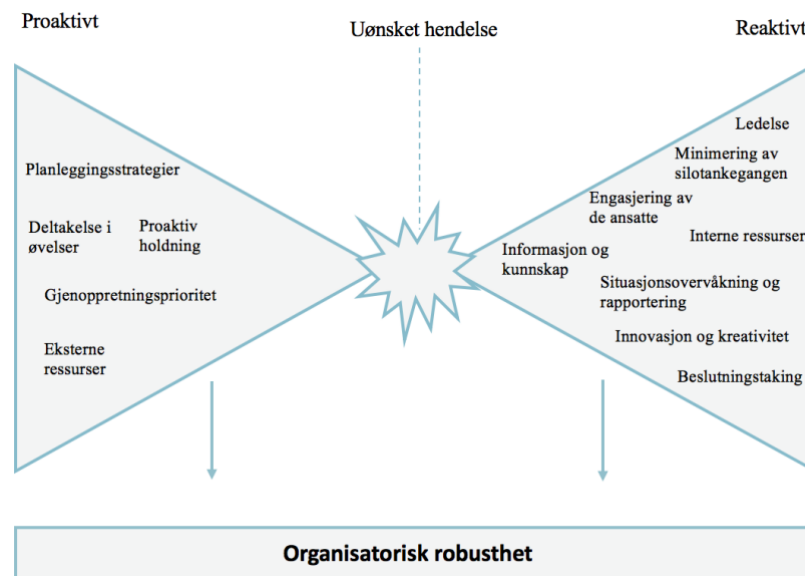 Proaktivt
Uønsket hendelse
Reaktivt
Planleggingsstrategier
Deltakelse i
øvelser
Proaktiv
holdning
Gjenoppretningsprioritet
Eksterne
ressurser
Ledelse
Minimering av
silotankegangen
Engasjering av
de ansatte
Interne ressurser
Informasjon og
kunnskap
Situasjonsovervåkning og
rapportering
Innovasjon og kreativitet
Beslutningstaking
Organisatorisk robusthet